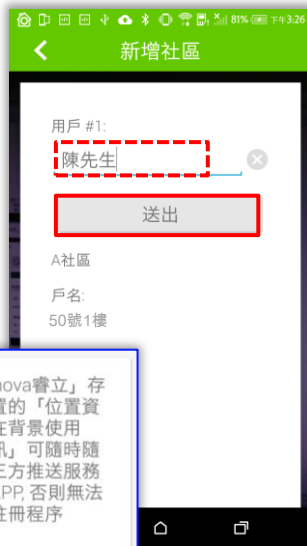 81% 下午3:26
新增社區
用戶 #1:
陳先生
送出
A社區
戶名:
50號1樓
nova睿立」存
置的「位置資
在背景使用
訊」可隨時隨
三方推送服務
APP, 否則無法
註冊程序